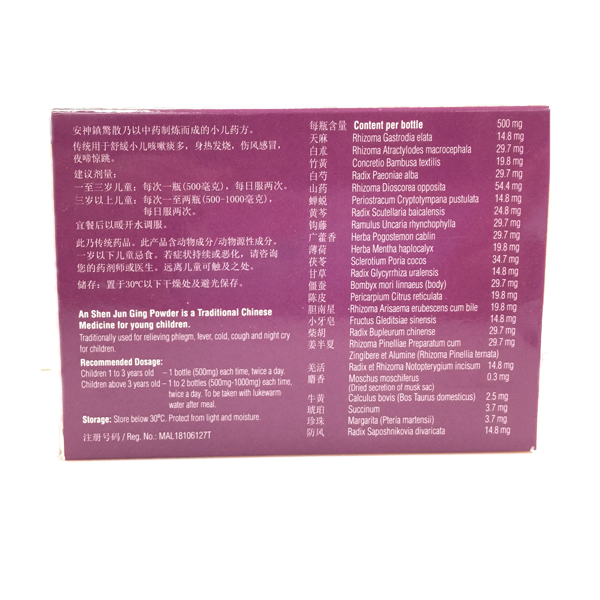 安神鎮驚散乃以中药制炼而成的小儿药方。
传统用于舒缓小儿咳嗽痰多，身热发烧，伤风感冒，
夜啼惊跳。
建议剂量：
一至三岁儿童：每次一瓶(500毫克)，每日服两次。
三岁以上儿童：每次一至两瓶(500-1000毫克)，
每日服两次。
宜餐后以暖开水调服。
此乃传统药品。此产品含动物成分/动物源性成分。
一岁以下儿童忌食。若症状持续或恶化，请咨询
您的药剂师或医生。远离儿童可触及之处。
储存：置于30℃以下干燥处及避光保存。
An Shen Jun Ging Powder is a Traditional Chinese
Medicine for young children.
Traditionally used for relieving phlegm, fever, cold, cough and night cry
for children.
Recommended Dosage:
Children 1 to 3 years old – 1 bottle (500mg) each time, twice a day.
Children above 3 years old – 1 to 2 bottles (500mg-1000mg) each time,
twice a day. To be taken with lukewarm
water after meal.
Storage: Store below 30ºC. Protect from light and moisture.
注册号码 / Reg. No.: MAL18106127T
每瓶含量 Content per bottle 500 mg
天麻 Rhizoma Gastrodia elata 14.8 mg
白朮 Rhizoma Atractylodes macrocephala 29.7 mg
竹黄 Concretio Bambusa textilis 19.8 mg
白芍 Radix Paeoniae alba 29.7 mg
山药 Rhizoma Dioscorea opposita 54.4 mg
蝉蜕 Periostracum Cryptotympana pustulata 14.8 mg
黄芩 Radix Scutellaria baicalensis 24.8 mg
钩藤 Ramulus Uncaria rhynchophylla 29.7 mg
广藿香 Herba Pogostemon cablin 29.7 mg
薄荷 Herba Mentha haplocalyx 19.8 mg
茯苓 Sclerotium Poria cocos 34.7 mg
甘草 Radix Glycyrrhiza uralensis 14.8 mg
僵蚕 Bombyx mori linnaeus (body) 29.7 mg
陈皮 Pericarpium Citrus reticulata 19.8 mg
胆南星 Rhizoma Arisaema erubescens cum bile 19.8 mg
小牙皂 Fructus Gleditsiae sinensis 14.8 mg
柴胡 Radix Bupleurum chinense 29.7 mg
姜半夏 Rhizoma Pinelliae Preparatum cum 29.7 mg
Zingibere et Alumine (Rhizoma Pinellia ternata)
羌活 Radix et Rhizoma Notopterygium incisum 14.8 mg
麝香 Moschus moschiferus 0.3 mg
(Dried secretion of musk sac)
牛黄 Calculus bovis (Bos Taurus domesticus) 2.5 mg
琥珀 Succinum 3.7 mg
珍珠 Margarita (Pteria martensii) 3.7 mg
防风 Radix Saposhnikovia divaricata 14.8 mg